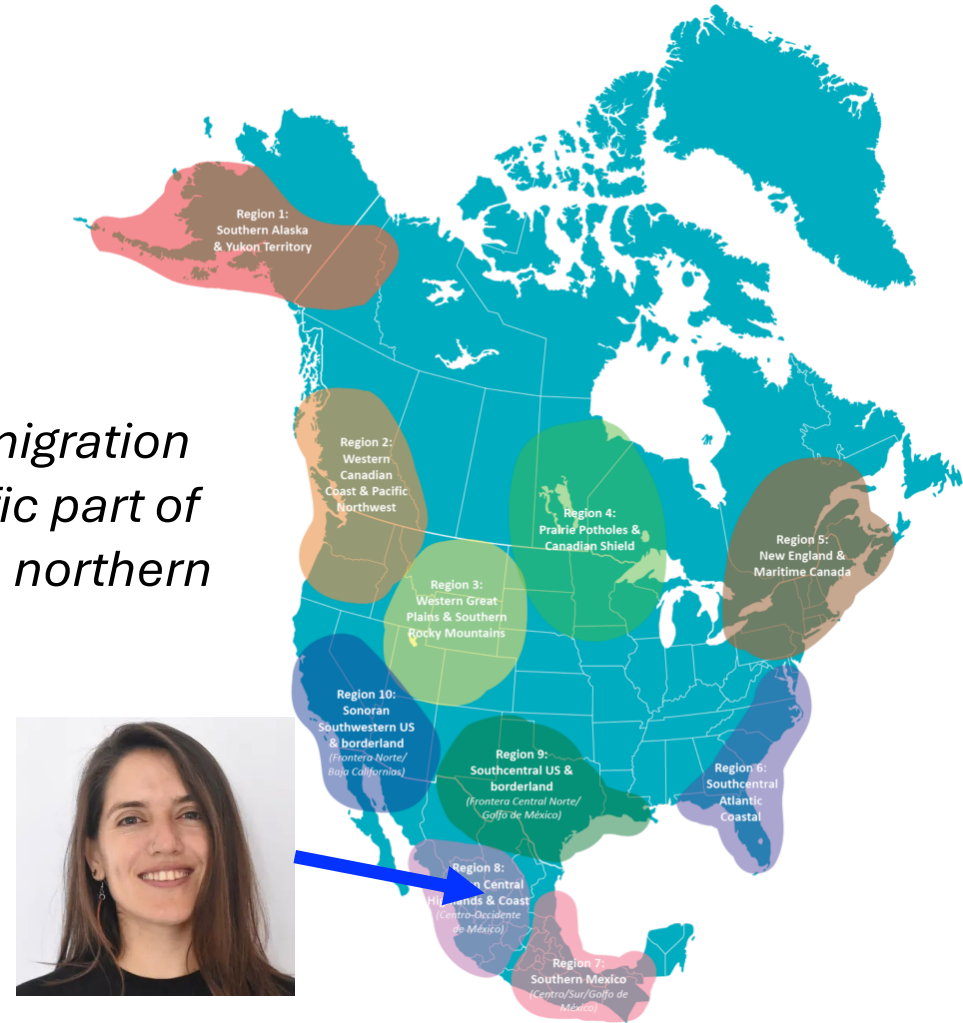 Region 1:
Southern Alaska
& Yukon Territory
nigration
ic part of
northern
Region 2:
Western
Canadian
Coast & Pacific
Northwest
Region 4:
Prairie Potholes &
Canadian Shield
Region 5:
New England &
Maritime Canada
Region 3:
Western Great
Plains & Southern
Rocky Mountains
Region 10:
Sonoran
Southwestern US
& borderland
(Frontera Norte/
Baja Californias)
Region 9:
Southcentral US &
borderland
(Frontera Central Norte/
Golfo de México)
Region 6:
Southcentral
Atlantic
Coastal
Region 8:
Central
& Coast
(Centro-Occidente
de México)
Region 7:
Southern Mexico
(Centro/Sur/Golfo de
México)